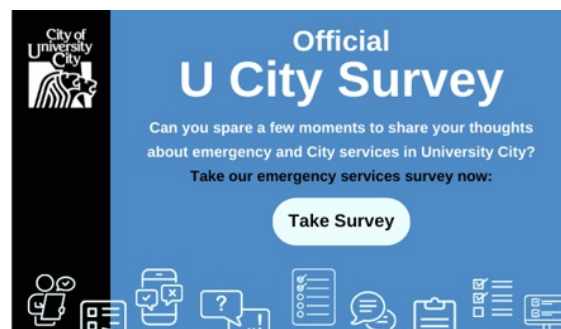 City of
University
City
Official
U City Survey
Can you spare a few moments to share your thoughts
about emergency and City services in University City?
Take our emergency services survey now:
Take Survey